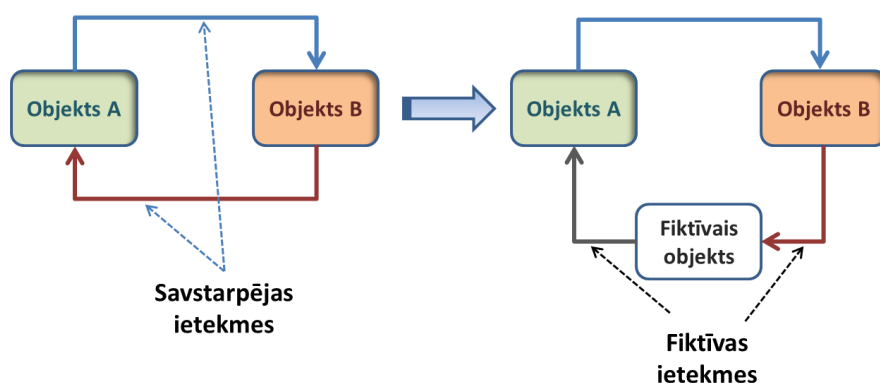 Objekts A
Objekts B
Savstarpējas
ietekmes
Objekts A
Objekts B
Fiktīvais
objekts
Fiktīvas
ietekmes